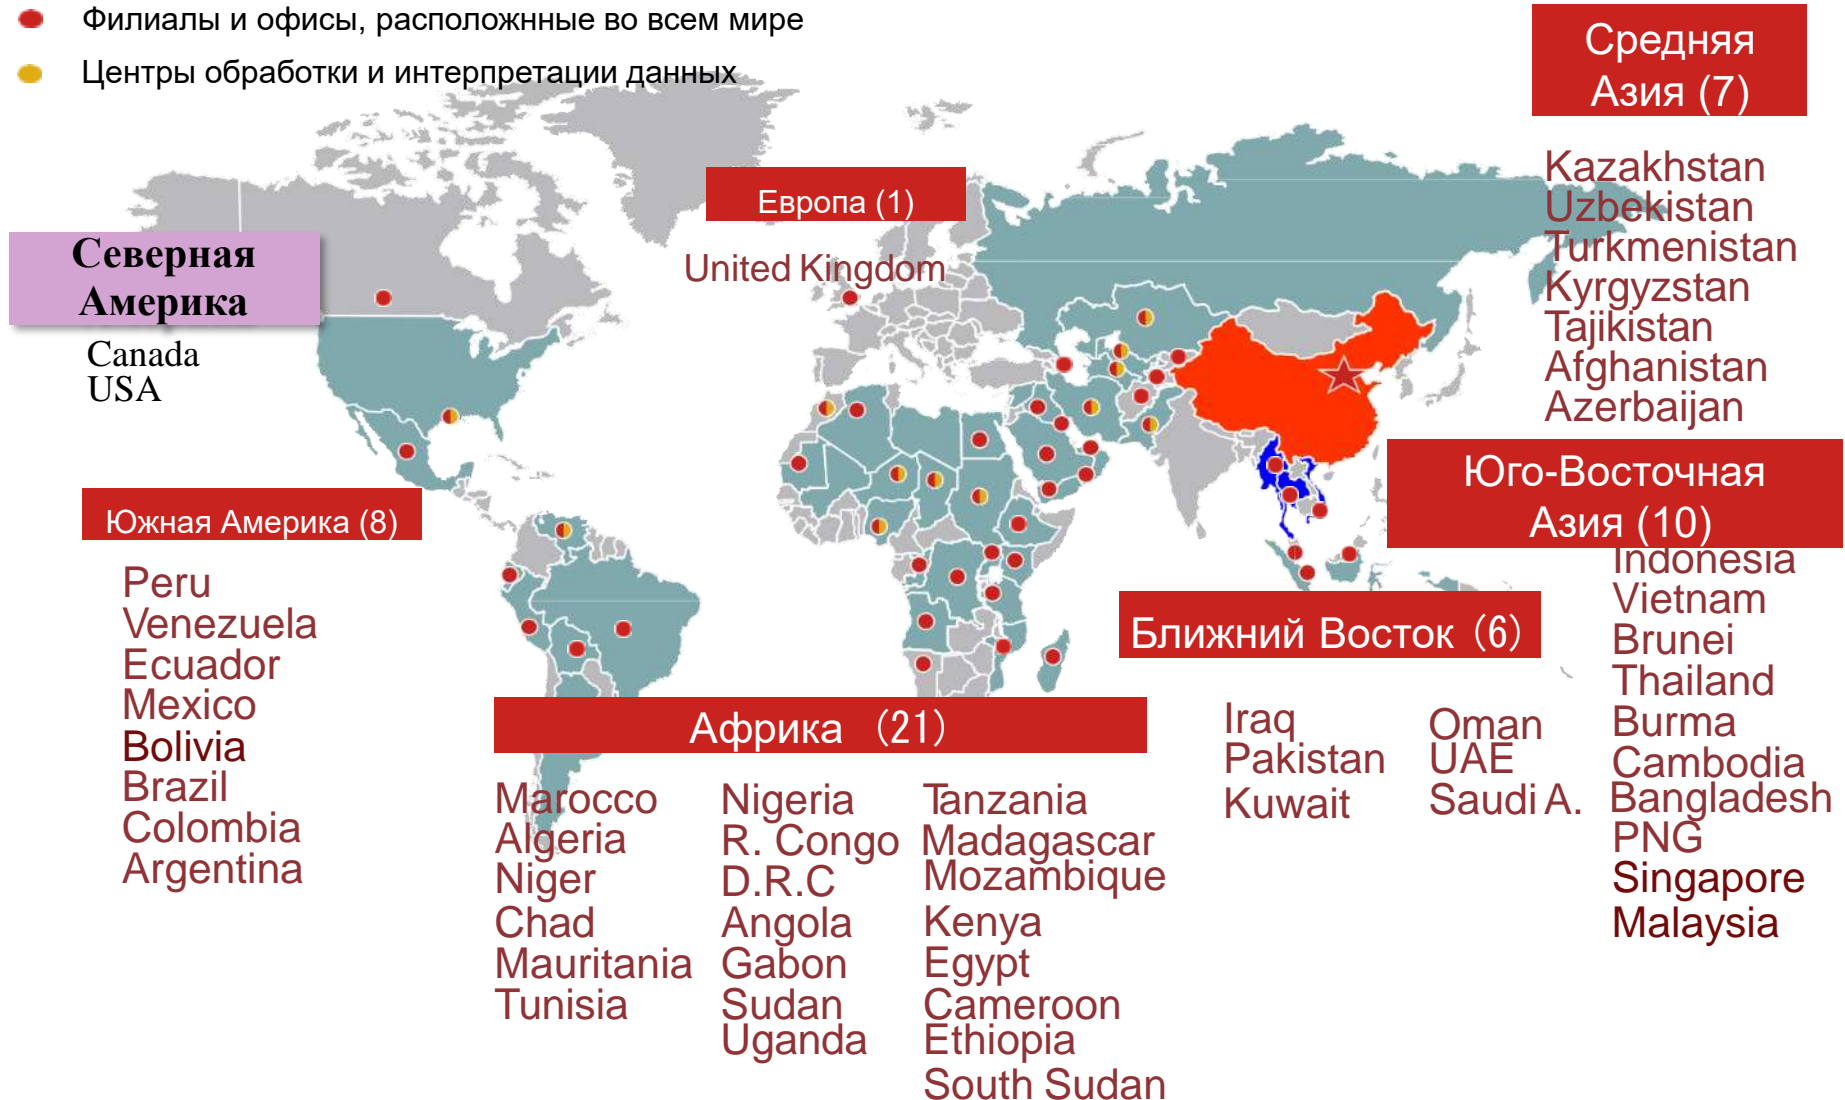 Филиалы и офисы, расположнные во всем мире
Центры обработки и интерпретации данных
Средняя
Азия (7)
Kazakhstan
Uzbekistan
Turkmenistan
Kyrgyzstan
Tajikistan
Afghanistan
Azerbaijan
Европа (1)
United Kingdom
Северная
Америка
Canada
USA
Юго-Восточная
Азия (10)
Indonesia
Vietnam
Brunei
Thailand
Burma
Cambodia
Bangladesh
PNG
Singapore
Malaysia
Южная Америка (8)
Peru
Venezuela
Ecuador
Mexico
Bolivia
Brazil
Colombia
Argentina
Ближний Восток (6)
Iraq
Pakistan
Kuwait
Oman
UAE
Saudi A.
Африка (21)
Marocco
Algeria
Niger
Chad
Mauritania
Tunisia
Nigeria
R. Congo
D.R.C
Angola
Gabon
Sudan
Uganda
Tanzania
Madagascar
Mozambique
Kenya
Egypt
Cameroon
Ethiopia
South Sudan